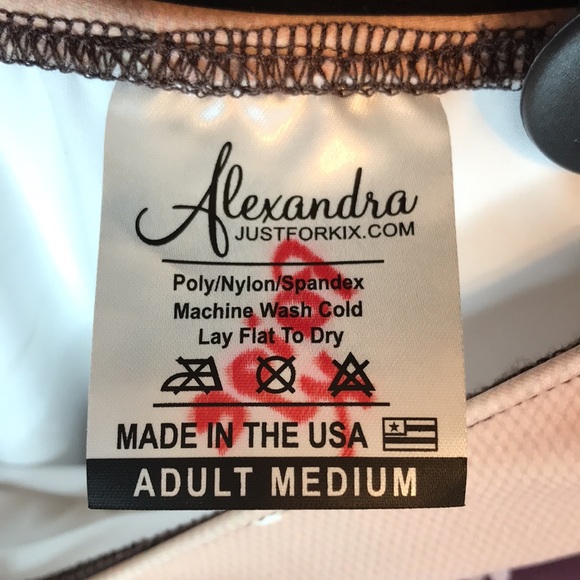 Alexandra
JUSTFORKIX.COM
Poly/Nylon/Spandex
Machine Wash Cold
Lay Flat To Dry
MADE IN THE USA
ADULT MEDIUM